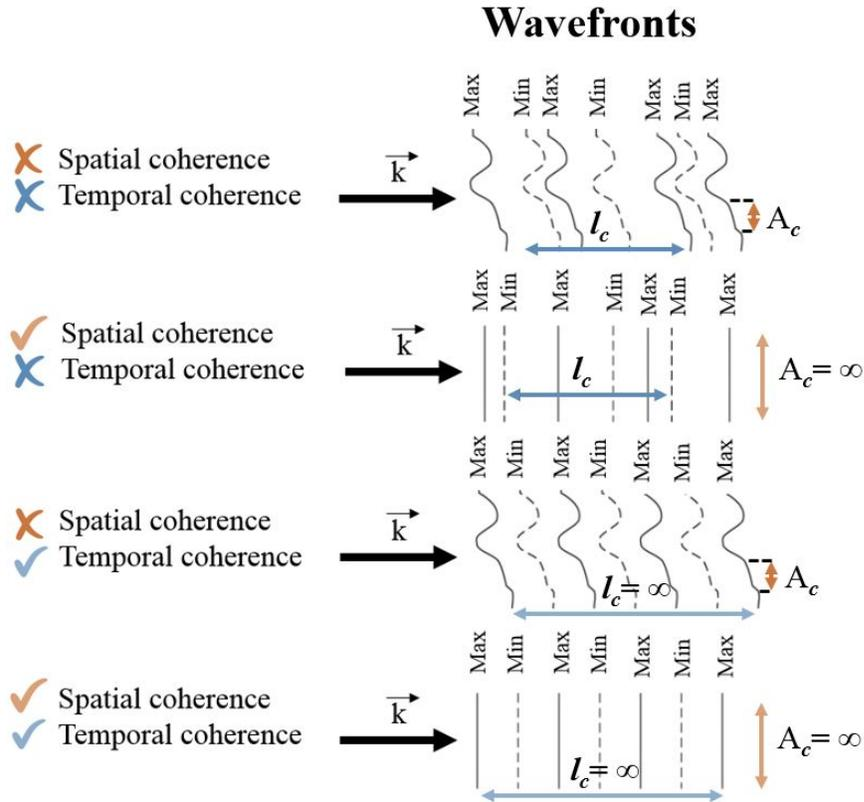 Wavefronts
Max Min Max Min Max Min Max
✗ Spatial coherence
✗ Temporal coherence
k
l_c
A_c
Max Min Max Min Max Min Max
✓ Spatial coherence
✗ Temporal coherence
k
l_c
A_c= ∞
Max Min Max Min Max Min Max
✗ Spatial coherence
✓ Temporal coherence
k
l_c= ∞
A_c
Max Min Max Min Max Min Max
✓ Spatial coherence
✓ Temporal coherence
k
l_c= ∞
A_c= ∞